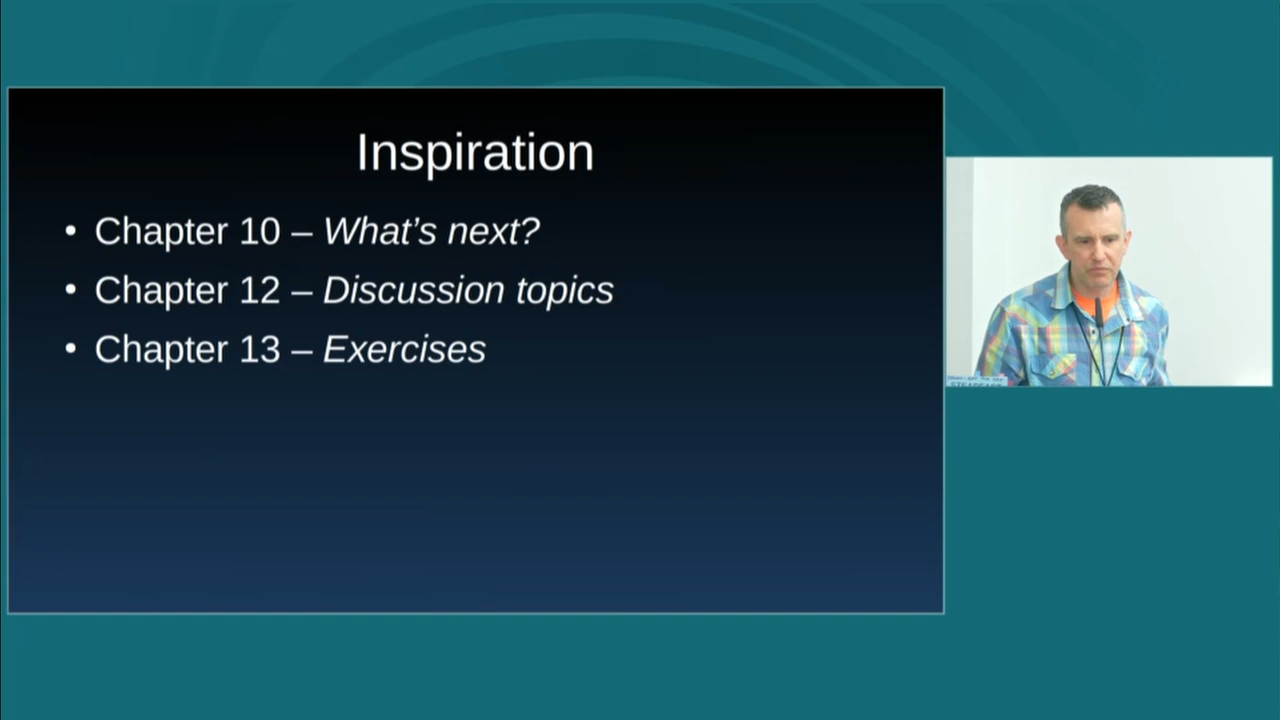 Inspiration
• Chapter 10 – What’s next?
• Chapter 12 – Discussion topics
• Chapter 13 – Exercises